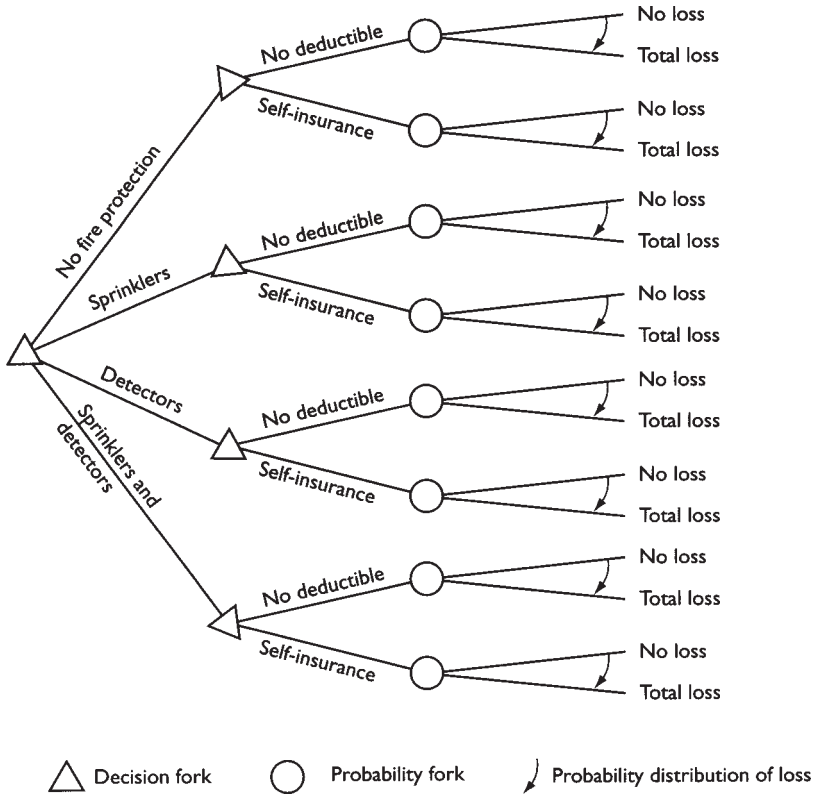 No deductible
No loss
Total loss
Self-insurance
No loss
Total loss
No fire protection
No deductible
No loss
Total loss
Sprinklers
Self-insurance
No loss
Total loss
Detectors
No deductible
No loss
Total loss
Self-insurance
No loss
Total loss
Sprinklers and
detectors
No deductible
No loss
Total loss
Self-insurance
No loss
Total loss
Decision fork
Probability fork
Probability distribution of loss